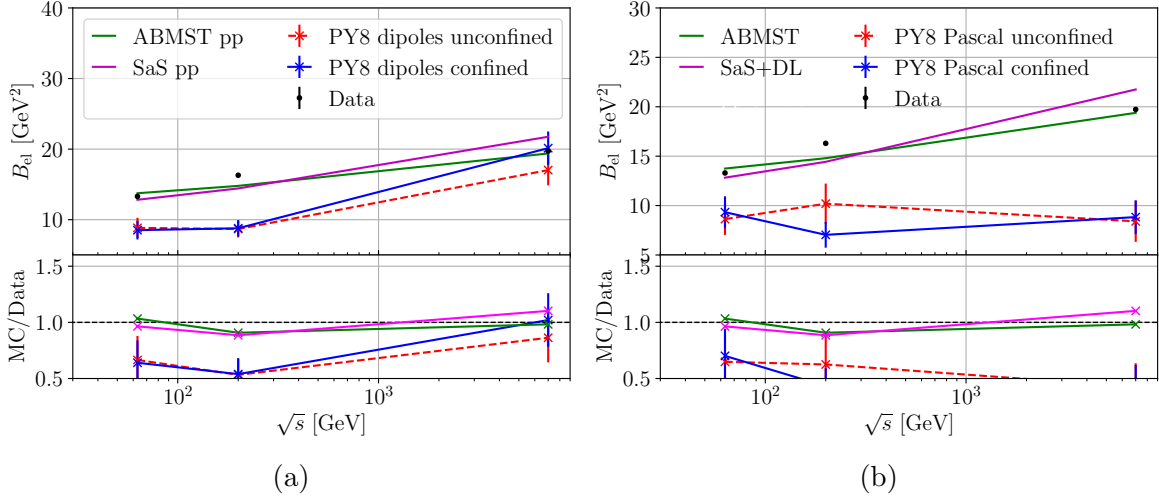 40
30
20
10
B_el [GeV²]
ABMST pp
SaS pp
PY8 dipoles unconfined
PY8 dipoles confined
Data
1.5
1.0
0.5
MC/Data
10² 10³
√s [GeV]
(a)
30
25
20
15
10
5
B_el [GeV²]
ABMST
SaS+DL
PY8 Pascal unconfined
PY8 Pascal confined
Data
1.5
1.0
0.5
MC/Data
10² 10³
√s [GeV]
(b)